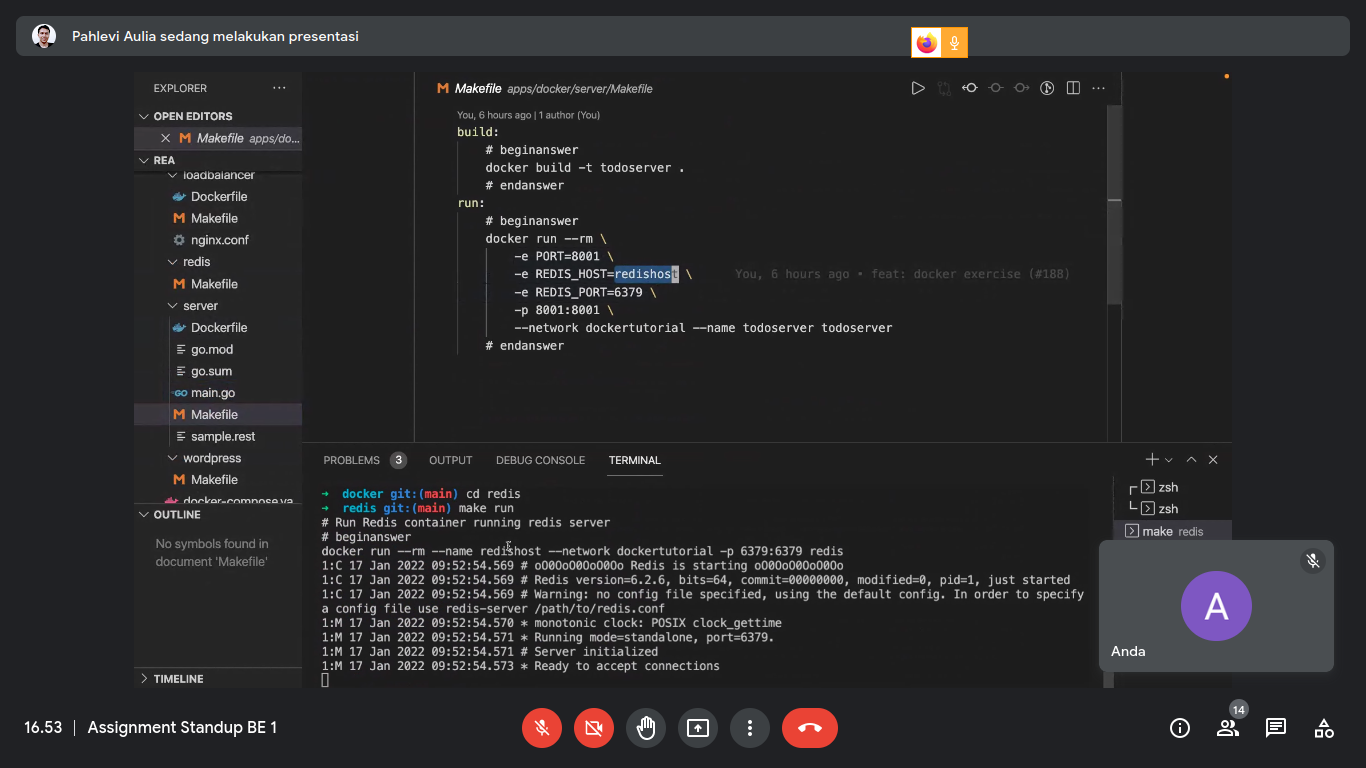 Pahlevi Aulia sedang melakukan presentasi
EXPLORER
OPEN EDITORS
Makefile apps/do...
REA
loadbalancer
Dockerfile
Makefile
nginx.conf
redis
Makefile
server
Dockerfile
go.mod
go.sum
main.go
Makefile
sample.rest
wordpress
Makefile
docker-compose.ya
OUTLINE
No symbols found in
document 'Makefile'
TIMELINE
Makefile apps/docker/server/Makefile
You, 6 hours ago | 1 author (You)
build:
# beginanswer
docker build -t todoserver .
# endanswer
run:
# beginanswer
docker run --rm \
-e PORT=8001 \
-e REDIS_HOST=redishost \ You, 6 hours ago • feat: docker exercise (#188)
-e REDIS_PORT=6379 \
-p 8001:8001 \
--network dockertutorial --name todoserver todoserver
# endanswer
PROBLEMS 3 OUTPUT DEBUG CONSOLE TERMINAL
➜ docker git:(main) cd redis
➜ redis git:(main) make run
# Run Redis container running redis server
# beginanswer
docker run --rm --name redishost --network dockertutorial -p 6379:6379 redis
1:C 17 Jan 2022 09:52:54.569 # oO0OoO0OoO0Oo Redis is starting oO0OoO0OoO0Oo
1:C 17 Jan 2022 09:52:54.569 # Redis version=6.2.6, bits=64, commit=00000000, modified=0, pid=1, just started
1:C 17 Jan 2022 09:52:54.569 # Warning: no config file specified, using the default config. In order to specify
a config file use redis-server /path/to/redis.conf
1:M 17 Jan 2022 09:52:54.570 * monotonic clock: POSIX clock_gettime
1:M 17 Jan 2022 09:52:54.571 * Running mode=standalone, port=6379.
1:M 17 Jan 2022 09:52:54.571 # Server initialized
1:M 17 Jan 2022 09:52:54.573 * Ready to accept connections
zsh
zsh
make redis
A
Anda
16.53 | Assignment Standup BE 1
14